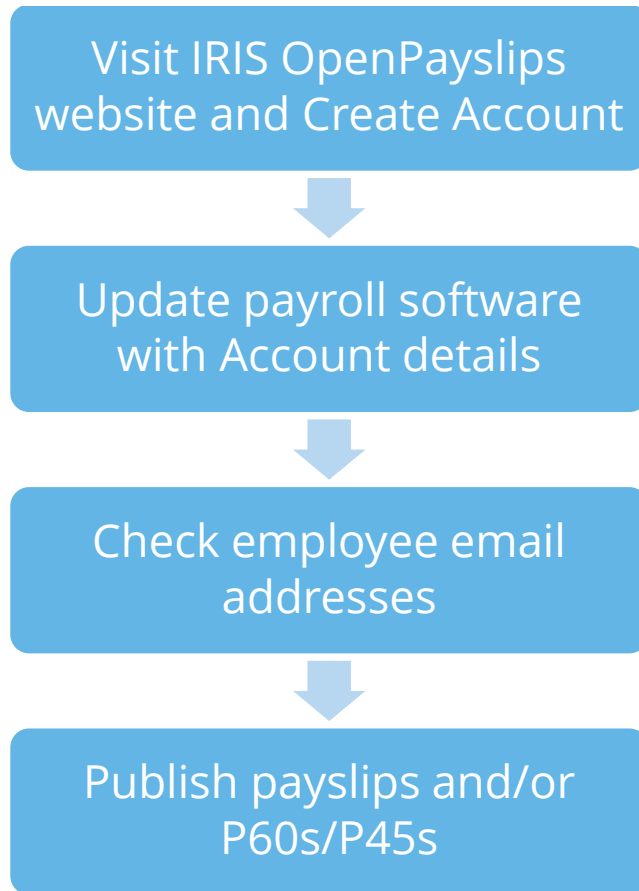 Visit IRIS OpenPayslips
website and Create Account
Update payroll software
with Account details
Check employee email
addresses
Publish payslips and/or
P60s/P45s